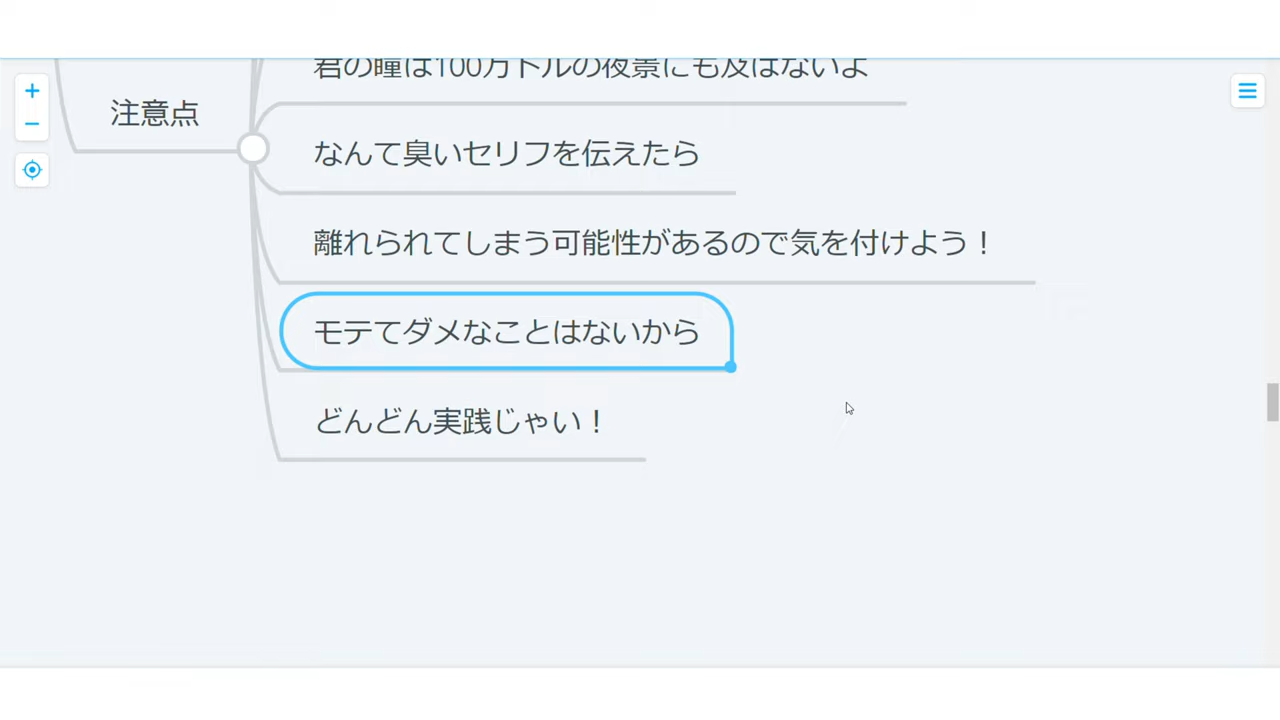 君の瞳は100万ドルの夜景にも及ばないよ
注意点
なんて臭いセリフを伝えたら
離れられてしまう可能性があるので気を付けよう！
モテてダメなことはないから
どんどん実践じゃい！